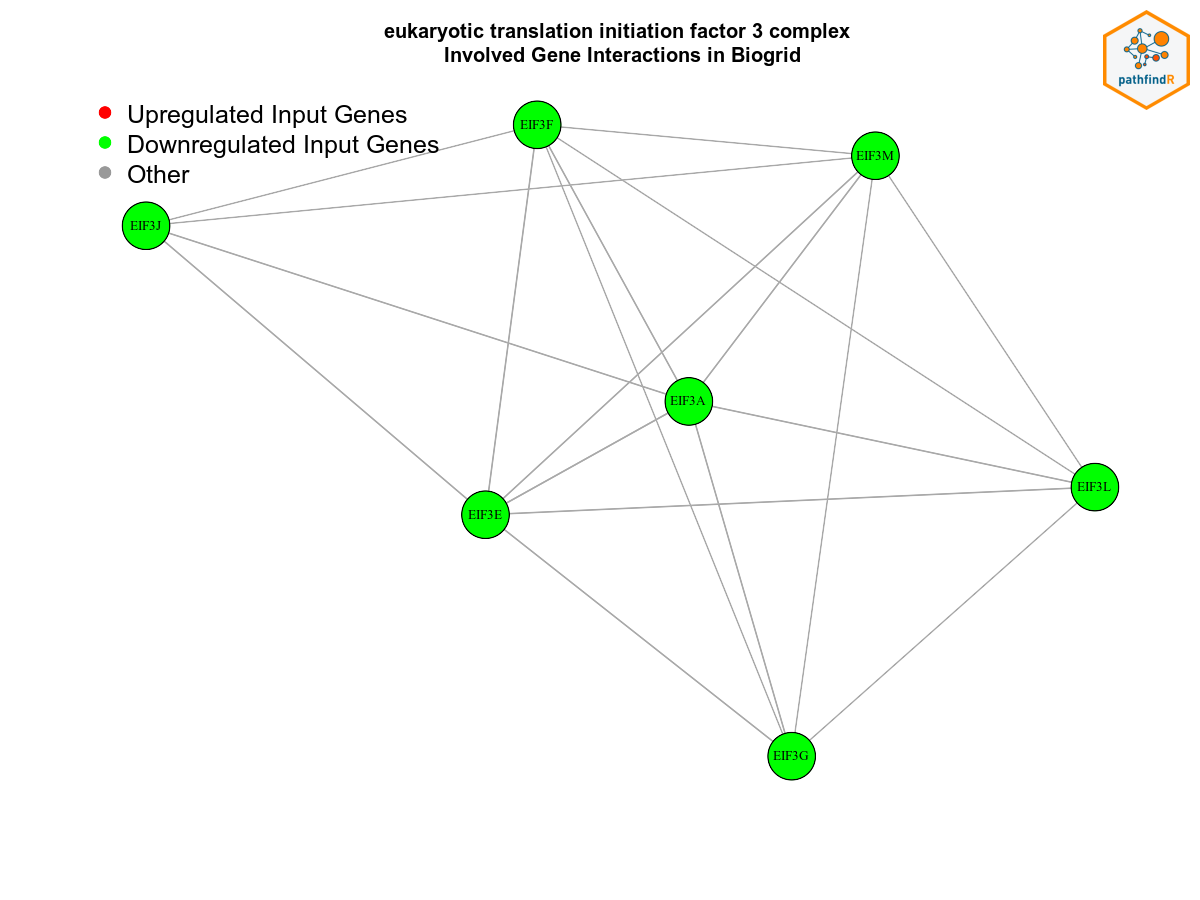 eukaryotic translation initiation factor 3 complex
Involved Gene Interactions in Biogrid
pathfindR
Upregulated Input Genes
Downregulated Input Genes
Other
EIF3F
EIF3M
EIF3J
EIF3A
EIF3L
EIF3E
EIF3G